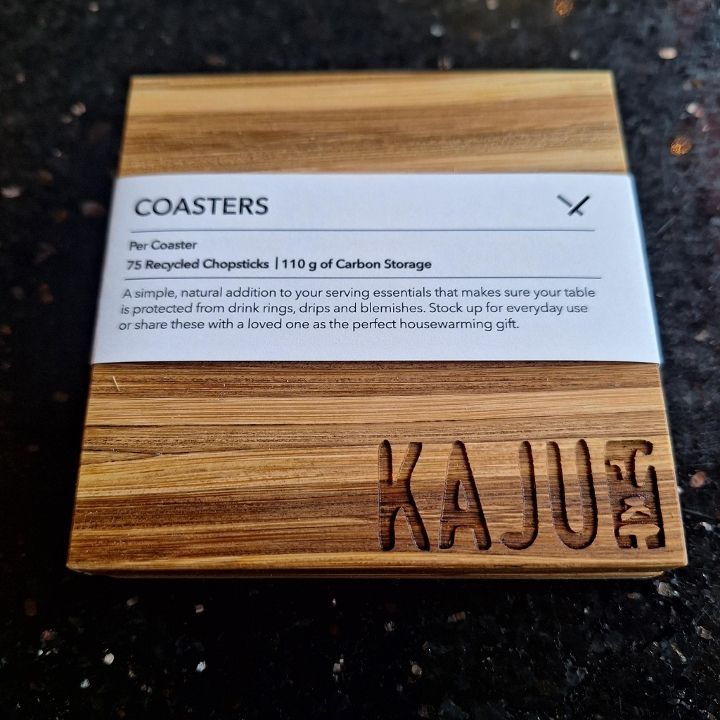 COASTERS
Per Coaster
75 Recycled Chopsticks | 110 g of Carbon Storage
A simple, natural addition to your serving essentials that makes sure your table
is protected from drink rings, drips and blemishes. Stock up for everyday use
or share these with a loved one as the perfect housewarming gift.
KAJU